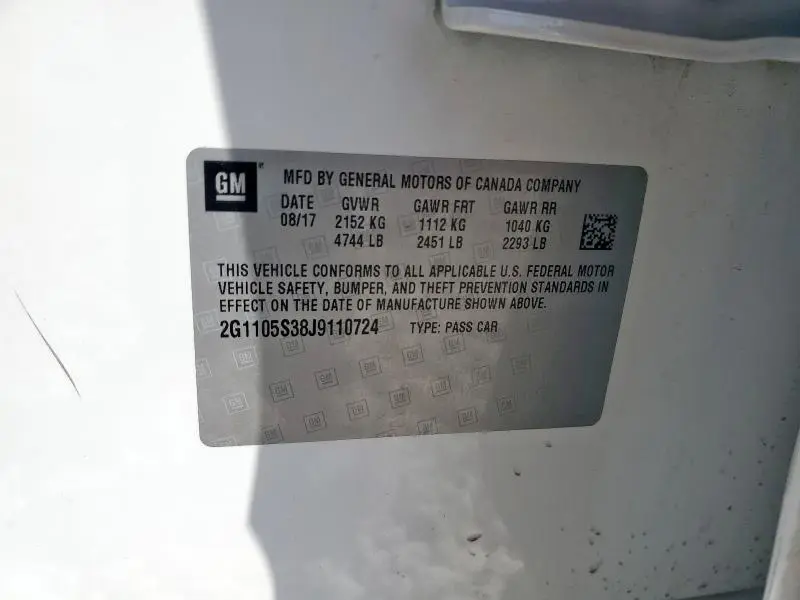 GM
MFD BY GENERAL MOTORS OF CANADA COMPANY
DATE GVWR GAWR FRT GAWR RR
08/17 2152 KG 1112 KG 1040 KG
4744 LB 2451 LB 2293 LB
THIS VEHICLE CONFORMS TO ALL APPLICABLE U.S. FEDERAL MOTOR
VEHICLE SAFETY, BUMPER, AND THEFT PREVENTION STANDARDS IN
EFFECT ON THE DATE OF MANUFACTURE SHOWN ABOVE.
2G1105S38J9110724 TYPE: PASS CAR